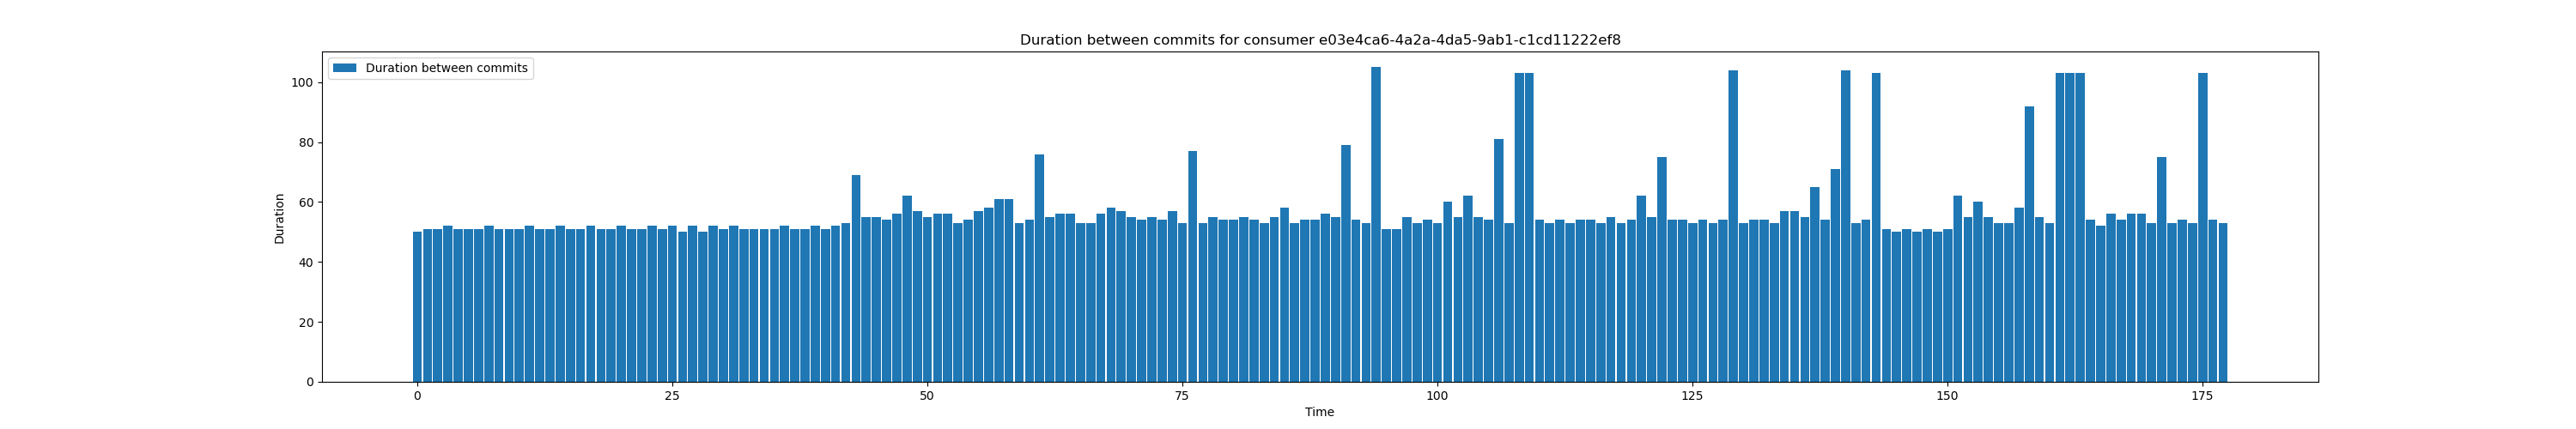 Duration between commits for consumer e03e4ca6-4a2a-4da5-9ab1-c1cd11222ef8
Duration between commits
100
80
60
40
20
0
Duration
0 25 50 75 100 125 150 175
Time